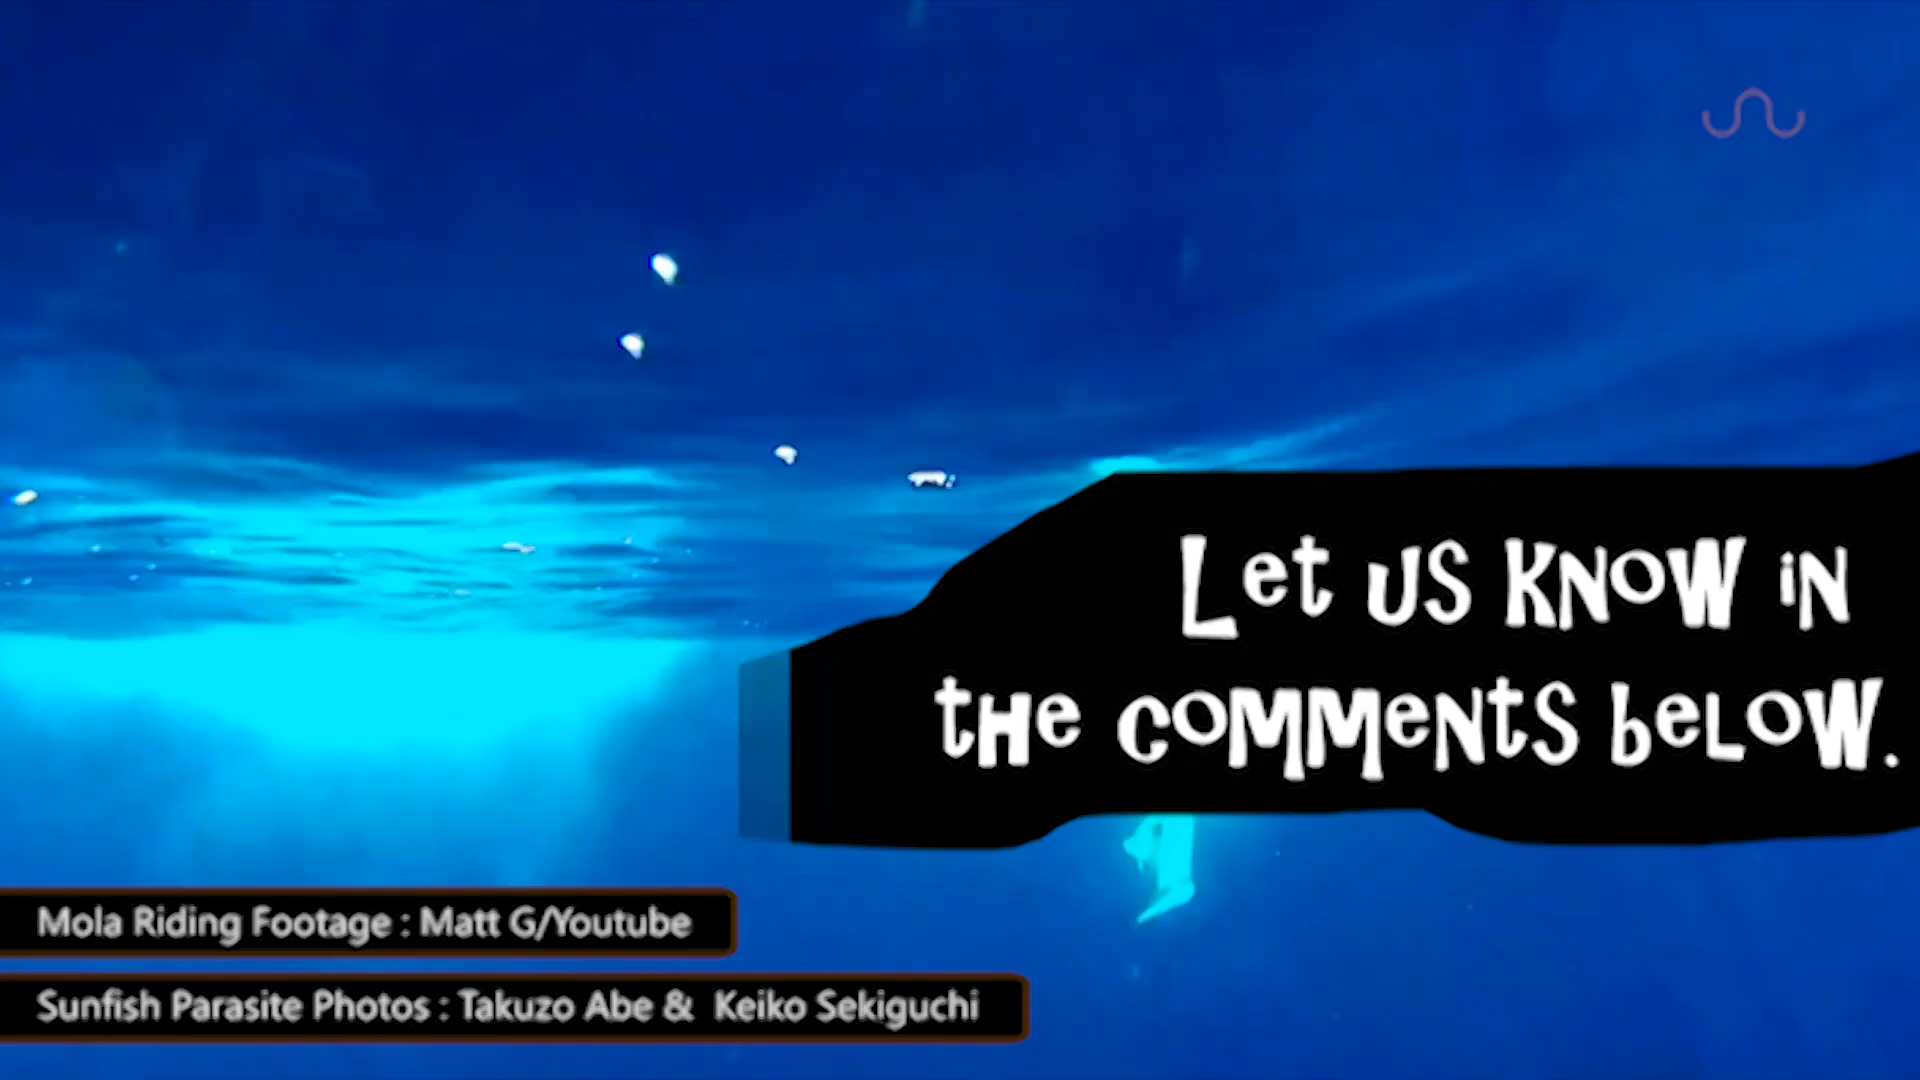 Let us know in
the comments below.
Mola Riding Footage : Matt G/Youtube
Sunfish Parasite Photos : Takuzo Abe & Keiko Sekiguchi